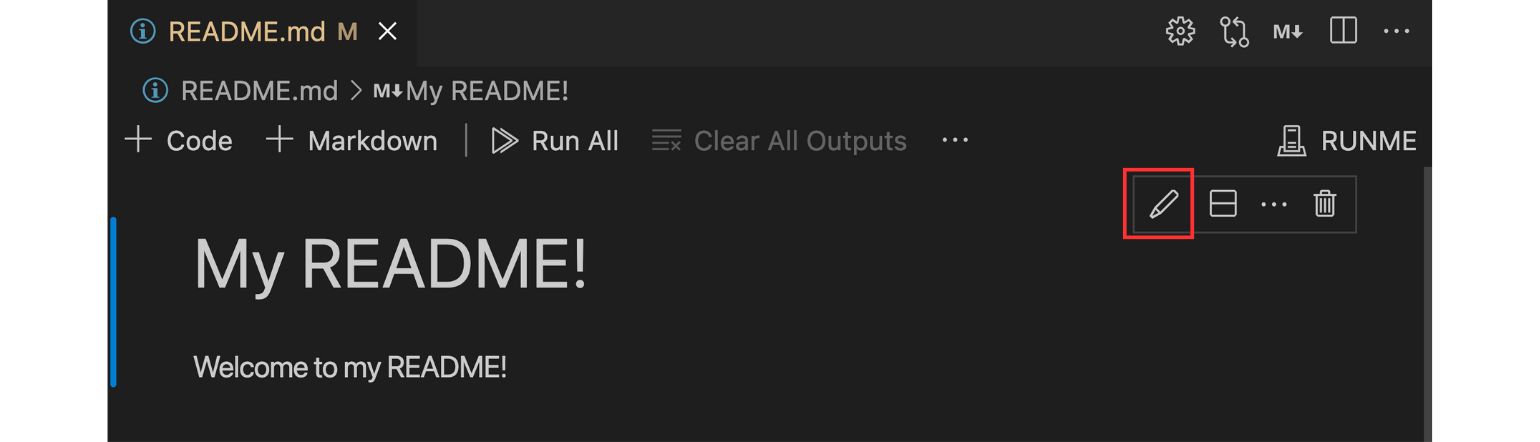 README.md M
README.md > M↓ My README!
+ Code + Markdown | Run All Clear All Outputs ... RUNME
My README!
Welcome to my README!